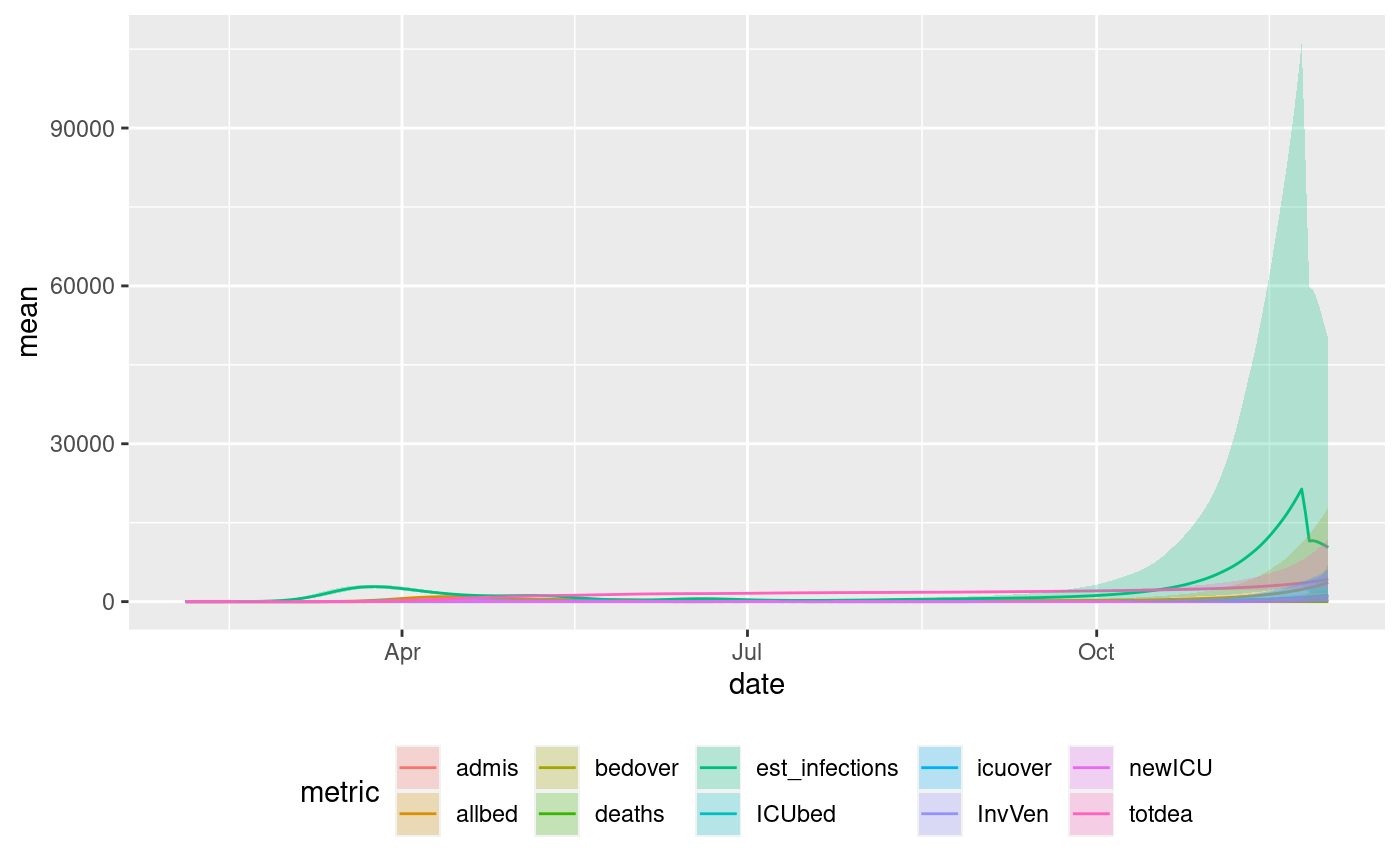 90000
60000
30000
0
mean
Apr Jul Oct
date
metric
admis bedover est_infections icuover newICU
allbed deaths ICUbed InvVen totdea